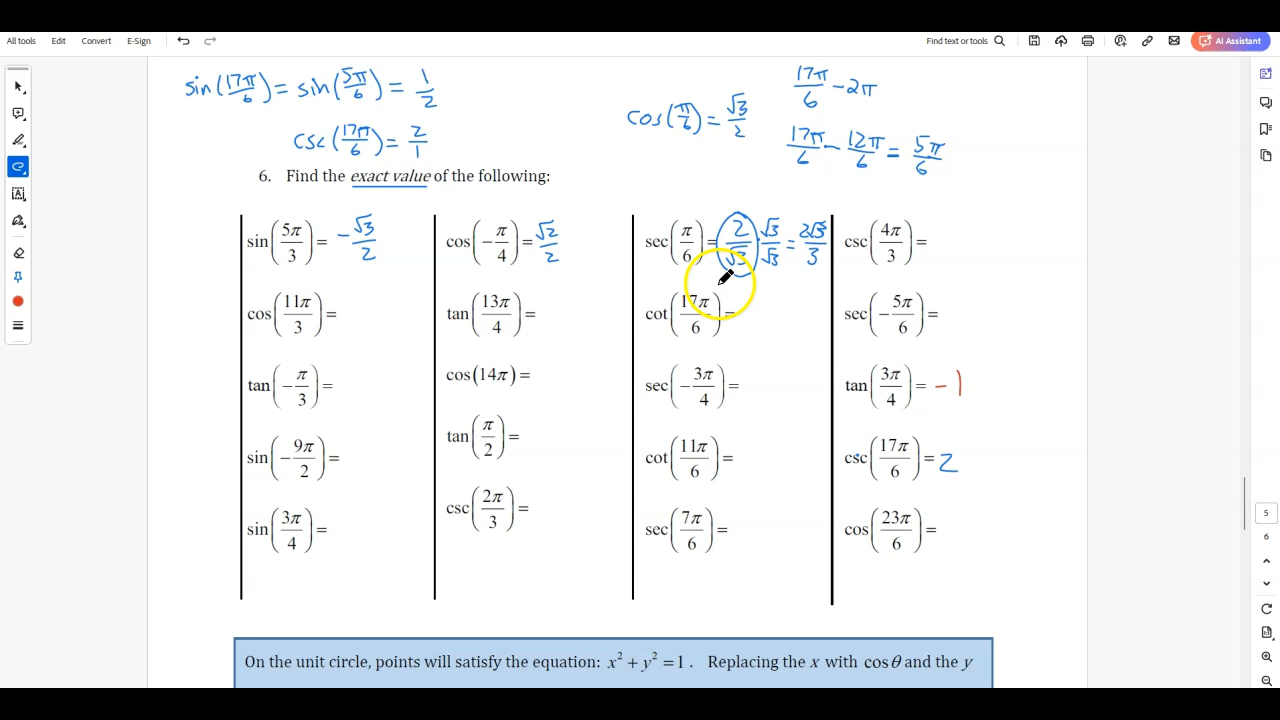 All tools Edit Convert E-Sign Find text or tools AI Assistant
sin(17π/6) = sin(5π/6) = 1/2
csc(17π/6) = 2/1
cos(π/6) = √3/2
17π/6 - 2π
17π/6 - 12π/6 = 5π/6
6. Find the exact value of the following:
sin(5π/3) = -√3/2
cos(11π/3) =
tan(-π/3) =
sin(-9π/2) =
sin(3π/4) =
cos(-π/4) = √2/2
tan(13π/4) =
cos(14π) =
tan(π/2) =
csc(2π/3) =
sec(π/6) = 2/√3 · √3/√3 = 2√3/3
cot(17π/6) =
sec(-3π/4) =
cot(11π/6) =
sec(7π/6) =
csc(4π/3) =
sec(-5π/6) =
tan(3π/4) = -1
csc(17π/6) = 2
cos(23π/6) =
On the unit circle, points will satisfy the equation: x² + y² = 1. Replacing the x with cosθ and the y
5
6